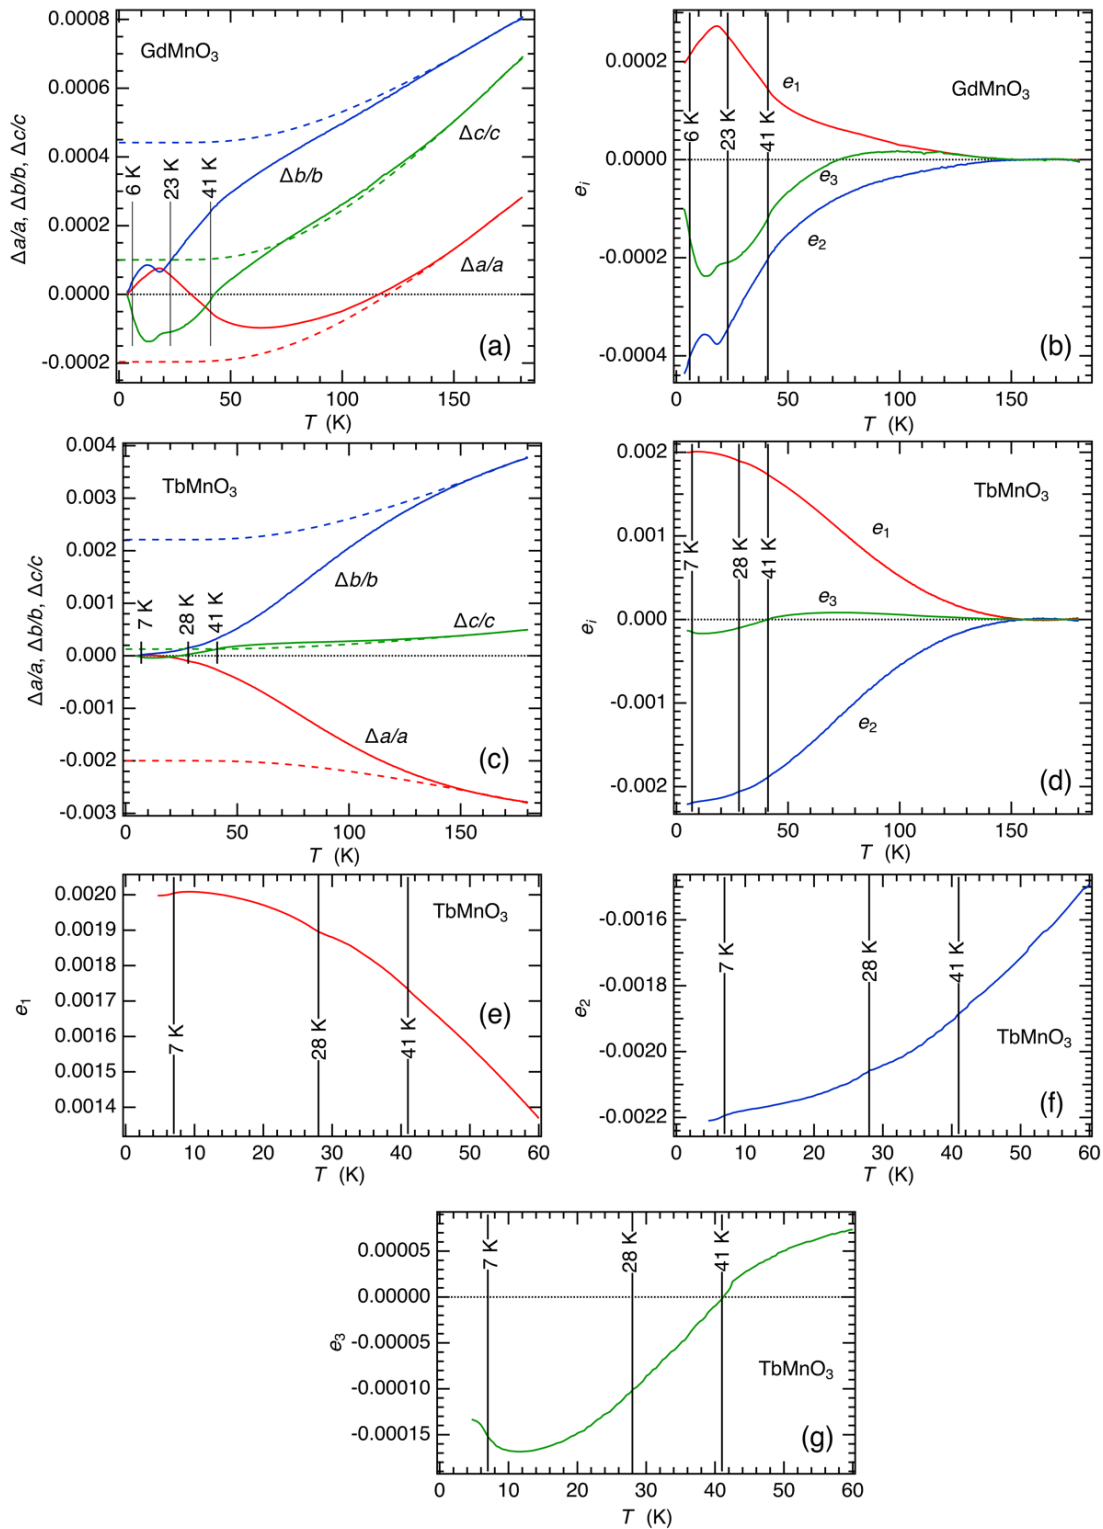 0.0008
0.0006
0.0004
0.0002
0.0000
-0.0002
Δa/a, Δb/b, Δc/c
GdMnO3
6 K
23 K
41 K
Δb/b
Δc/c
Δa/a
(a)
0
50
100
150
T (K)
0.0002
0.0000
-0.0002
-0.0004
ei
GdMnO3
6 K
23 K
41 K
e1
e3
e2
(b)
0
50
100
150
T (K)
0.004
0.003
0.002
0.001
0.000
-0.001
-0.002
-0.003
Δa/a, Δb/b, Δc/c
TbMnO3
7 K
28 K
41 K
Δb/b
Δc/c
Δa/a
(c)
0
50
100
150
T (K)
0.002
0.001
0.000
-0.001
-0.002
ei
TbMnO3
7 K
28 K
41 K
e1
e3
e2
(d)
0
50
100
150
T (K)
0.0020
0.0019
0.0018
0.0017
0.0016
0.0015
0.0014
e1
TbMnO3
7 K
28 K
41 K
(e)
0 10 20 30 40 50 60
T (K)
-0.0016
-0.0018
-0.0020
-0.0022
e2
7 K
28 K
41 K
TbMnO3
(f)
0 10 20 30 40 50 60
T (K)
0.00005
0.00000
-0.00005
-0.00010
-0.00015
e3
7 K
28 K
41 K
TbMnO3
(g)
0 10 20 30 40 50 60
T (K)